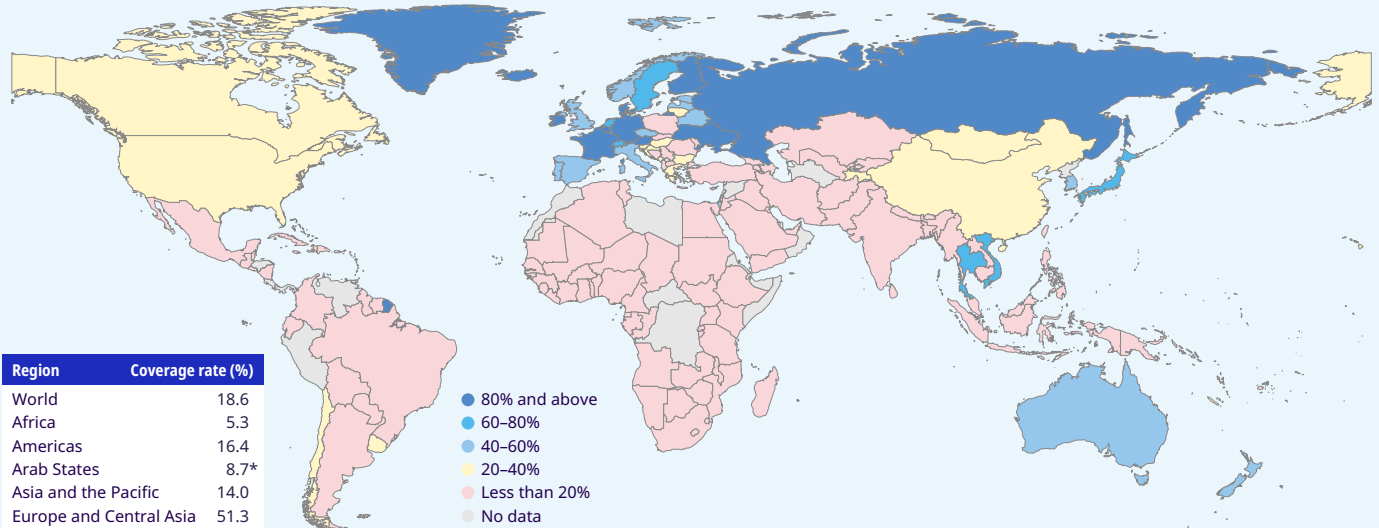 Region Coverage rate (%)
World 18.6
Africa 5.3
Americas 16.4
Arab States 8.7*
Asia and the Pacific 14.0
Europe and Central Asia 51.3
80% and above
60–80%
40–60%
20–40%
Less than 20%
No data